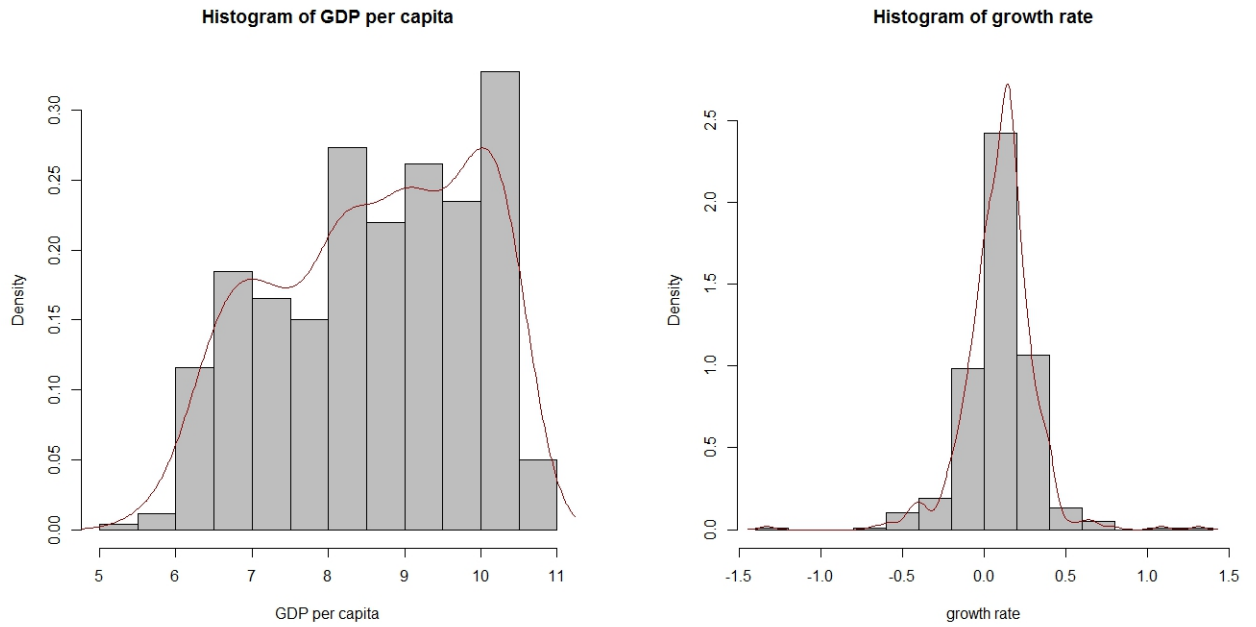 Histogram of GDP per capita
Density
0.00
0.05
0.10
0.15
0.20
0.25
0.30
5 6 7 8 9 10 11
GDP per capita
Histogram of growth rate
Density
0.0
0.5
1.0
1.5
2.0
2.5
-1.5 -1.0 -0.5 0.0 0.5 1.0 1.5
growth rate